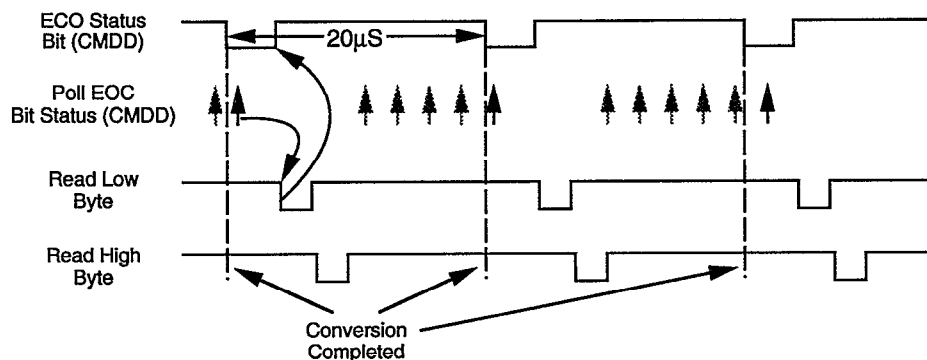 ECO Status
Bit (CMDD)
20µS
Poll EOC
Bit Status (CMDD)
Read Low
Byte
Read High
Byte
Conversion
Completed